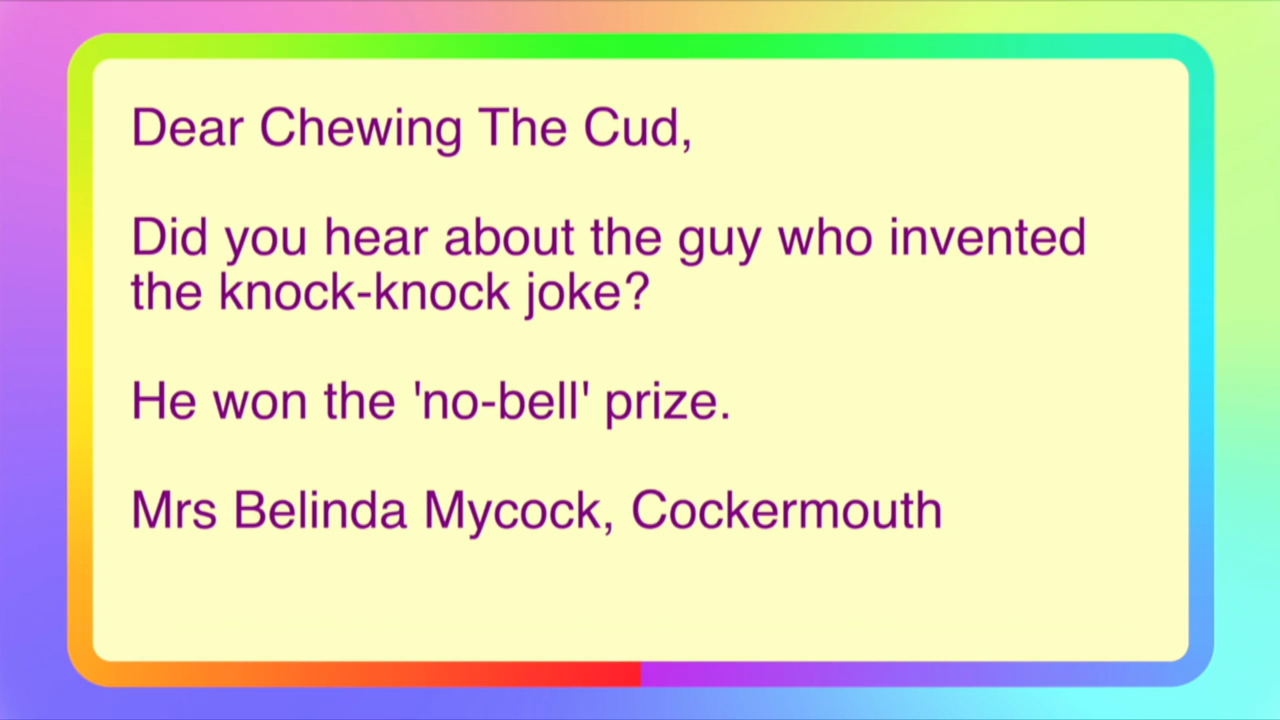 Dear Chewing The Cud,
Did you hear about the guy who invented
the knock-knock joke?
He won the 'no-bell' prize.
Mrs Belinda Mycock, Cockermouth